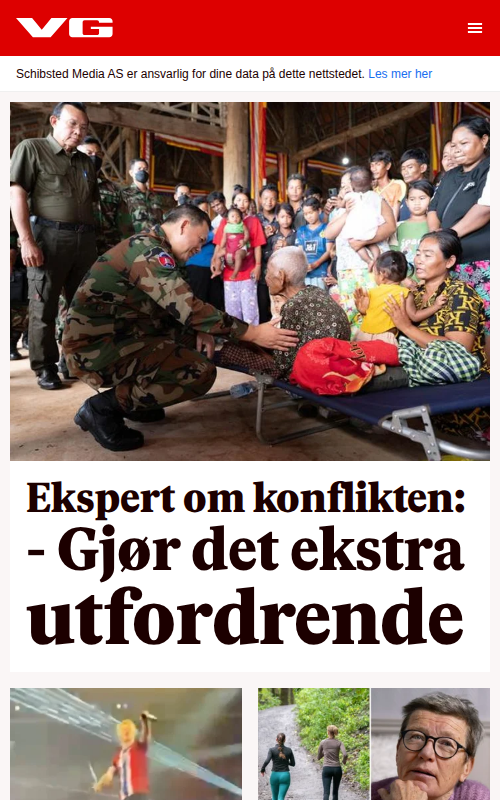 VG
Schibsted Media AS er ansvarlig for dine data på dette nettstedet. Les mer her
Ekspert om konflikten:
- Gjør det ekstra
utfordrende